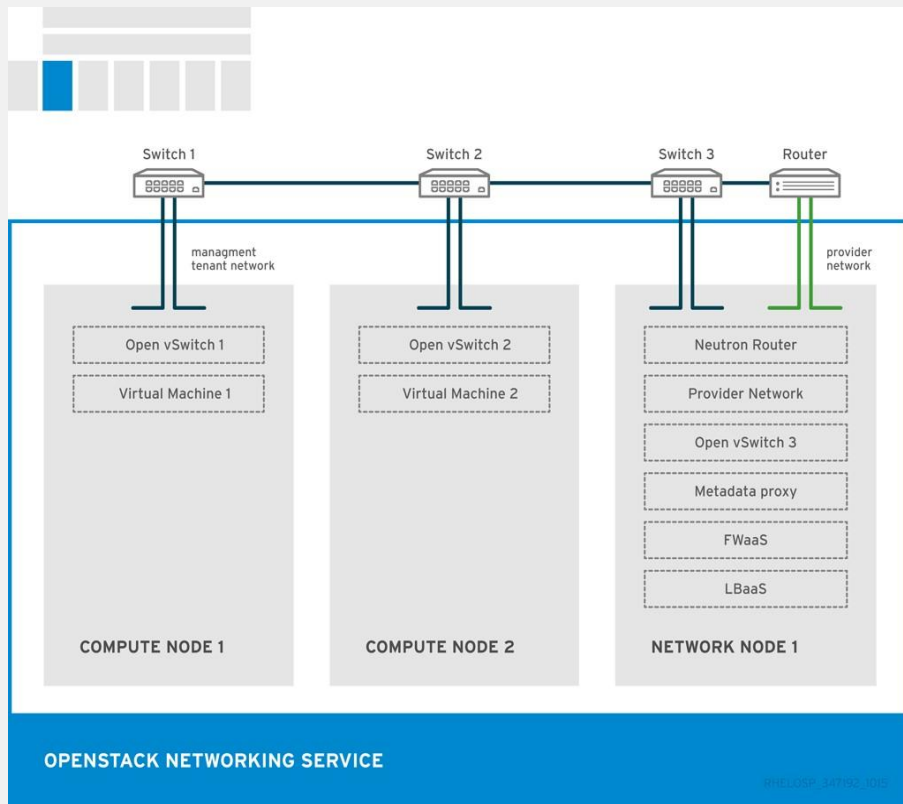 Switch 1
Switch 2
Switch 3
Router
managment
tenant network
provider
network
Open vSwitch 1
Virtual Machine 1
COMPUTE NODE 1
Open vSwitch 2
Virtual Machine 2
COMPUTE NODE 2
Neutron Router
Provider Network
Open vSwitch 3
Metadata proxy
FWaaS
LBaaS
NETWORK NODE 1
OPENSTACK NETWORKING SERVICE
RHELOSP_347192_1015